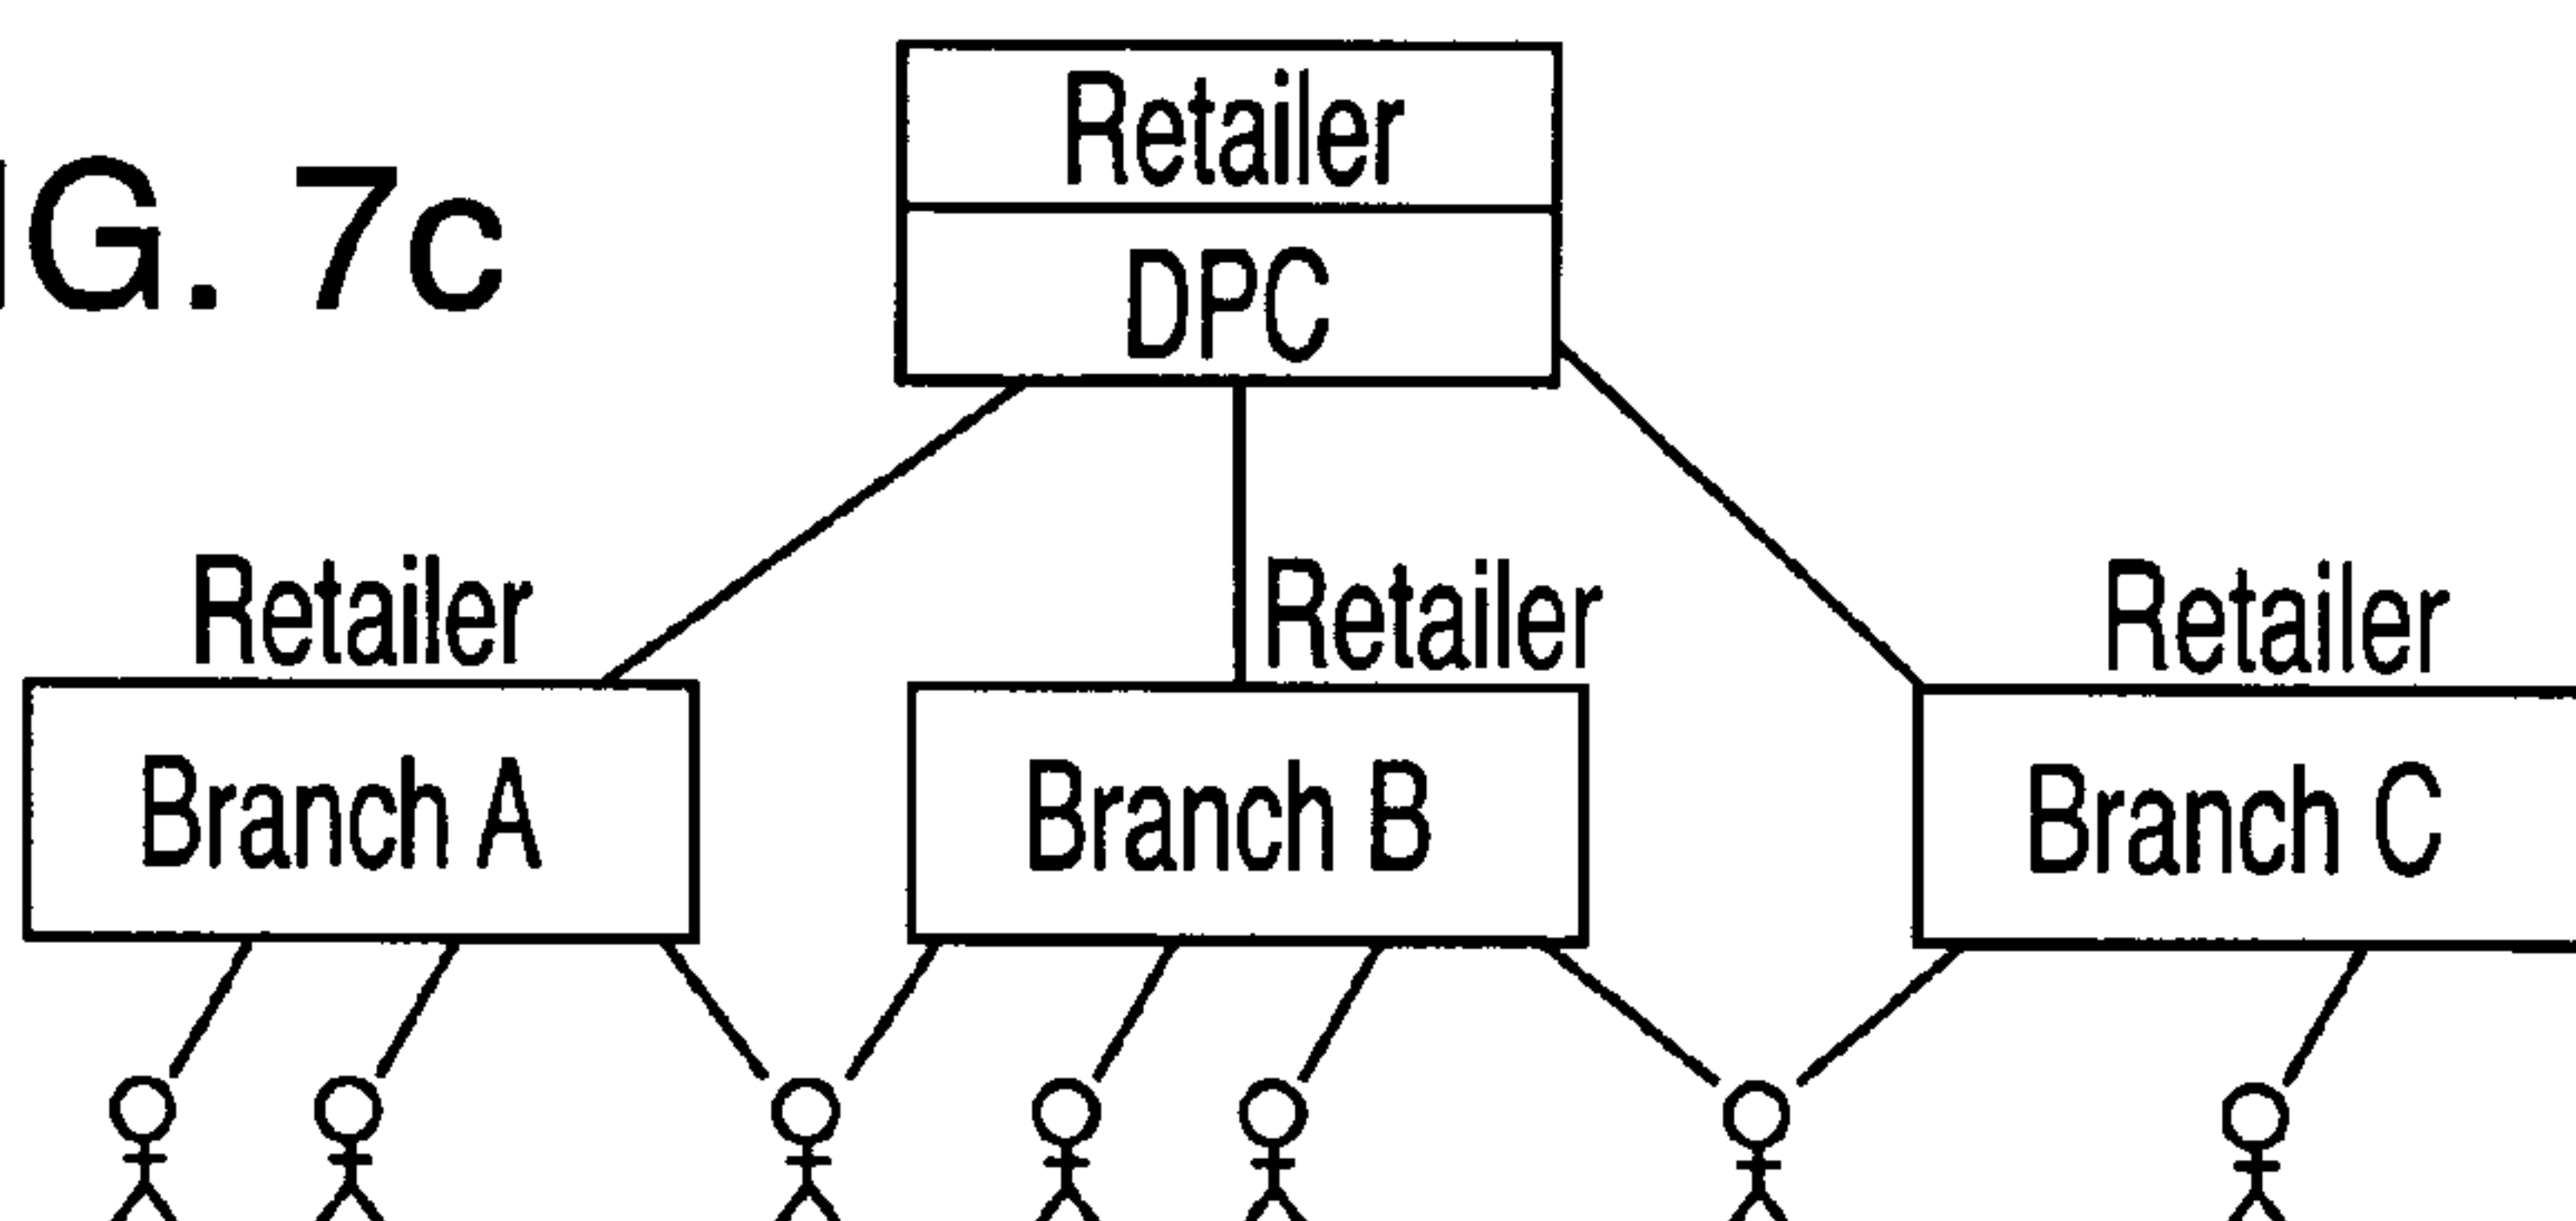 IG. 7c
Retailer
DPC
Retailer
Retailer
Retailer
Branch A
Branch B
Branch C